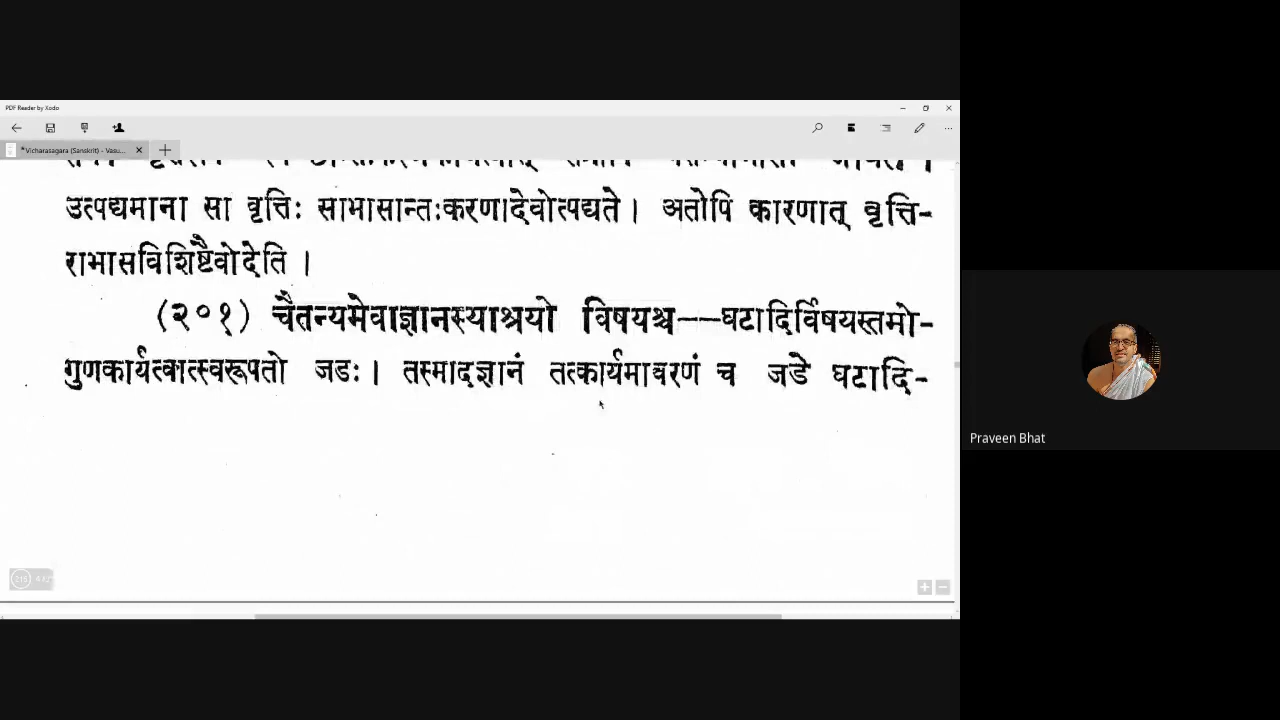 PDF Reader by Xodo
*Vicharasagara (Sanskrit) - Vasu...
उत्पद्यमाना सा वृत्तिः साभासान्तःकरणादेवोत्पद्यते । अतोपि कारणात् वृत्ति-
राभासविशिष्टैवोदेति ।
(२०१) चैतन्यमेवाज्ञानस्याश्रयो विषयश्च––घटादिर्विषयस्तमो-
गुणकार्यत्वात्स्वरूपतो जडः । तस्मादज्ञानं तत्कार्यमावरणं च जडे घटादि-
Praveen Bhat